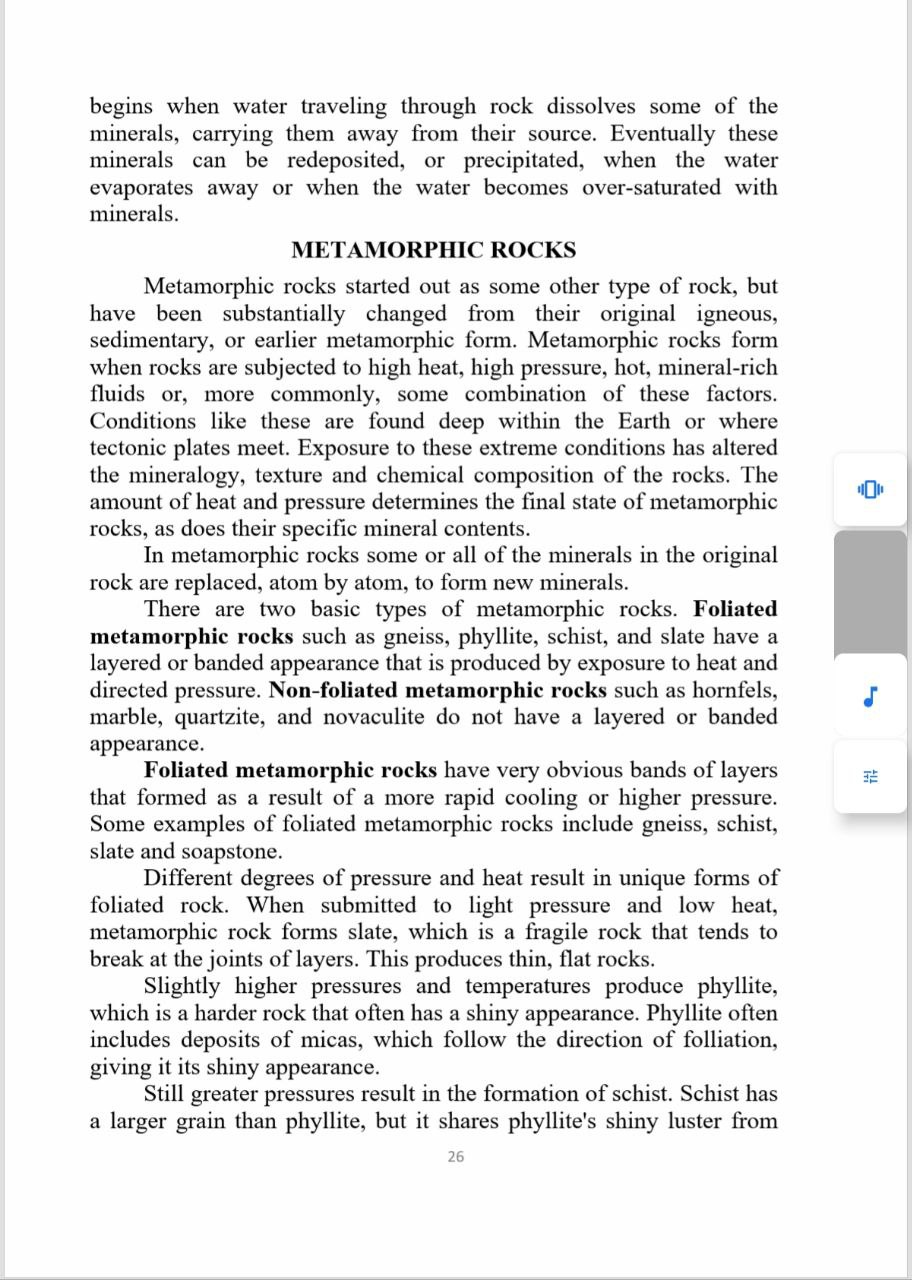 begins when water traveling through rock dissolves some of the
minerals, carrying them away from their source. Eventually these
minerals can be redeposited, or precipitated, when the water
evaporates away or when the water becomes over-saturated with
minerals.
METAMORPHIC ROCKS
Metamorphic rocks started out as some other type of rock, but
have been substantially changed from their original igneous,
sedimentary, or earlier metamorphic form. Metamorphic rocks form
when rocks are subjected to high heat, high pressure, hot, mineral-rich
fluids or, more commonly, some combination of these factors.
Conditions like these are found deep within the Earth or where
tectonic plates meet. Exposure to these extreme conditions has altered
the mineralogy, texture and chemical composition of the rocks. The
amount of heat and pressure determines the final state of metamorphic
rocks, as does their specific mineral contents.
In metamorphic rocks some or all of the minerals in the original
rock are replaced, atom by atom, to form new minerals.
There are two basic types of metamorphic rocks. Foliated
metamorphic rocks such as gneiss, phyllite, schist, and slate have a
layered or banded appearance that is produced by exposure to heat and
directed pressure. Non-foliated metamorphic rocks such as hornfels,
marble, quartzite, and novaculite do not have a layered or banded
appearance.
Foliated metamorphic rocks have very obvious bands of layers
that formed as a result of a more rapid cooling or higher pressure.
Some examples of foliated metamorphic rocks include gneiss, schist,
slate and soapstone.
Different degrees of pressure and heat result in unique forms of
foliated rock. When submitted to light pressure and low heat,
metamorphic rock forms slate, which is a fragile rock that tends to
break at the joints of layers. This produces thin, flat rocks.
Slightly higher pressures and temperatures produce phyllite,
which is a harder rock that often has a shiny appearance. Phyllite often
includes deposits of micas, which follow the direction of folliation,
giving it its shiny appearance.
Still greater pressures result in the formation of schist. Schist has
a larger grain than phyllite, but it shares phyllite's shiny luster from
26